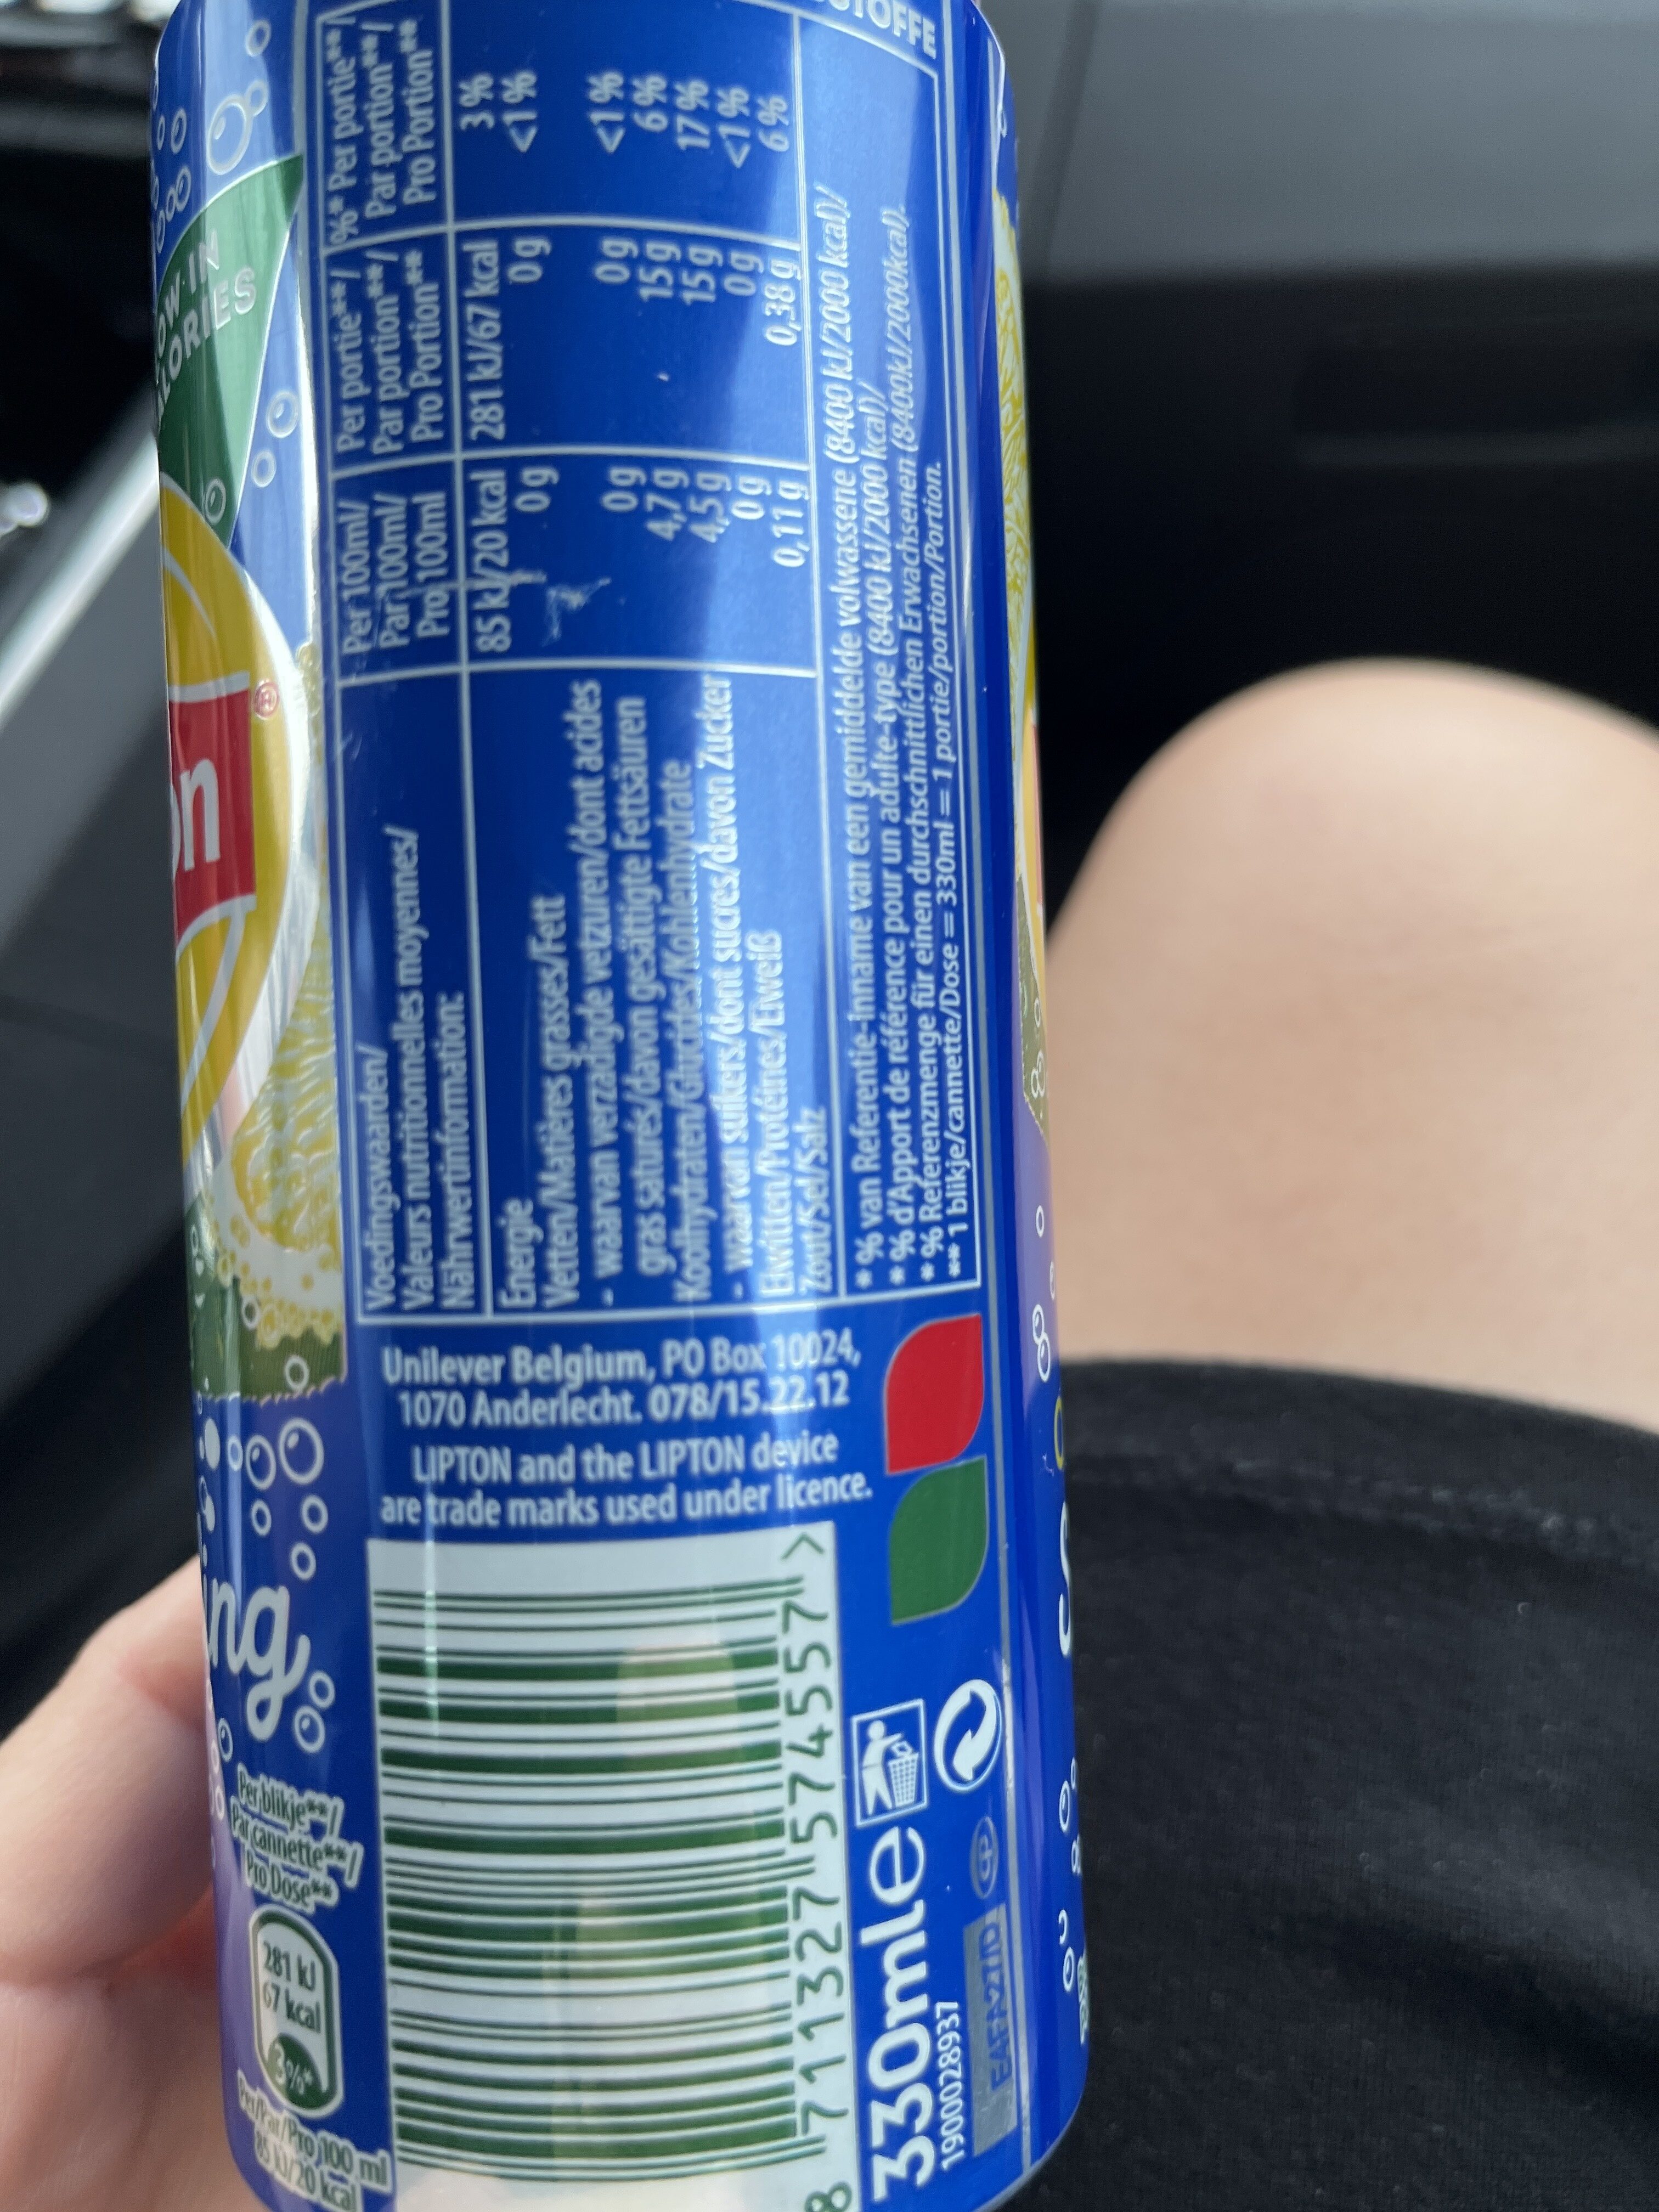 LOW IN
CALORIES
on®
ing
Per blikje**/
Par cannette**/
Pro Dose**
281 kJ
67 kcal
3%*
Per/Par/Pro 100 ml
85 kJ/20 kcal
Voedingswaarden/
Valeurs nutritionnelles moyennes/
Nährwertinformation:
Per 100ml/
Par 100ml/
Pro 100ml
Per portie**/
Par portion**/
Pro Portion**
%* Per portie**/
Par portion**/
Pro Portion**
Energie 85 kJ/20 kcal 281 kJ/67 kcal 3 %
Vetten/Matières grasses/Fett 0 g 0 g <1 %
- waarvan verzadigde vetzuren/dont acides
gras saturés/davon gesättigte Fettsäuren 0 g 0 g <1 %
Koolhydraten/Glucides/Kohlenhydrate 4,7 g 15 g 6 %
- waarvan suikers/dont sucres/davon Zucker 4,5 g 15 g 17 %
Eiwitten/Protéines/Eiweiß 0 g 0 g <1 %
Zout/Sel/Salz 0,11 g 0,38 g 6 %
* % van Referentie-inname van een gemiddelde volwassene (8400 kJ/2000 kcal)/
* % d'Apport de référence pour un adulte-type (8400 kJ/2000 kcal)/
* % Referenzmenge für einen durchschnittlichen Erwachsenen (8400kJ/2000kcal).
** 1 blikje/cannette/Dose = 330ml = 1 portie/portion/Portion.
Unilever Belgium, PO Box 10024,
1070 Anderlecht. 078/15.22.12
LIPTON and the LIPTON device
are trade marks used under licence.
8 711327 574557 >
330ml e
1900028937